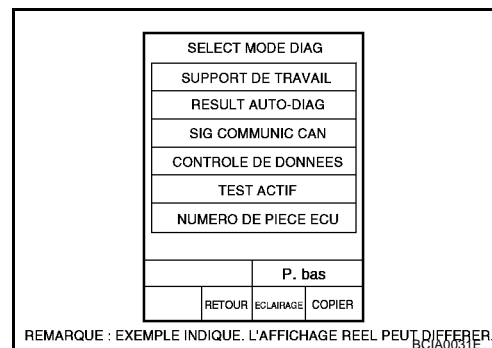 SELECT MODE DIAG
SUPPORT DE TRAVAIL
RESULT AUTO-DIAG
SIG COMMUNIC CAN
CONTROLE DE DONNEES
TEST ACTIF
NUMERO DE PIECE ECU
P. bas
RETOUR ECLAIRAGE COPIER
REMARQUE : EXEMPLE INDIQUE. L'AFFICHAGE REEL PEUT DIFFERER.
BCIA0031E